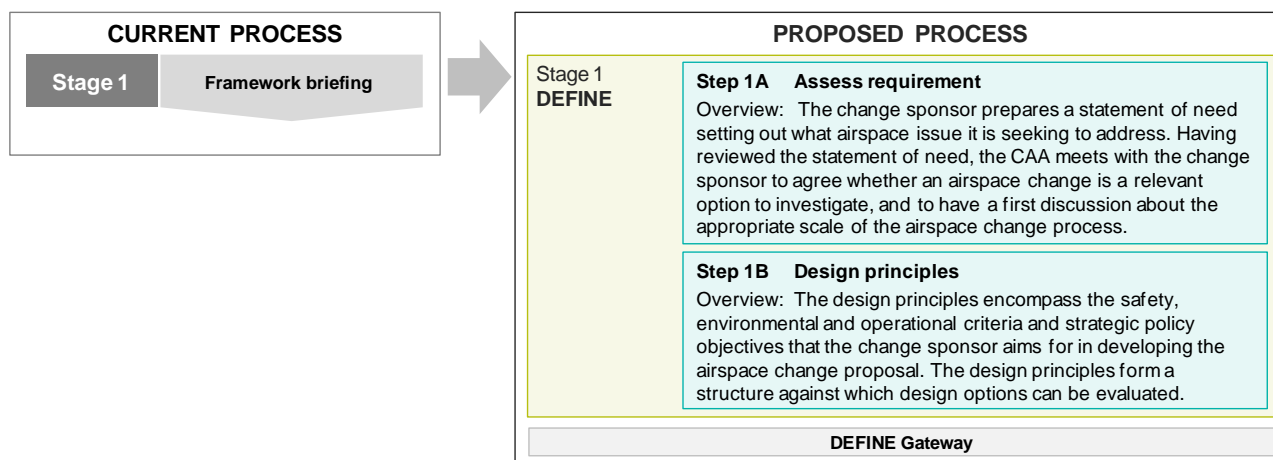 CURRENT PROCESS
Stage 1
Framework briefing
PROPOSED PROCESS
Stage 1
DEFINE
Step 1A Assess requirement
Overview: The change sponsor prepares a statement of need
setting out what airspace issue it is seeking to address. Having
reviewed the statement of need, the CAA meets with the change
sponsor to agree whether an airspace change is a relevant
option to investigate, and to have a first discussion about the
appropriate scale of the airspace change process.
Step 1B Design principles
Overview: The design principles encompass the safety,
environmental and operational criteria and strategic policy
objectives that the change sponsor aims for in developing the
airspace change proposal. The design principles form a
structure against which design options can be evaluated.
DEFINE Gateway